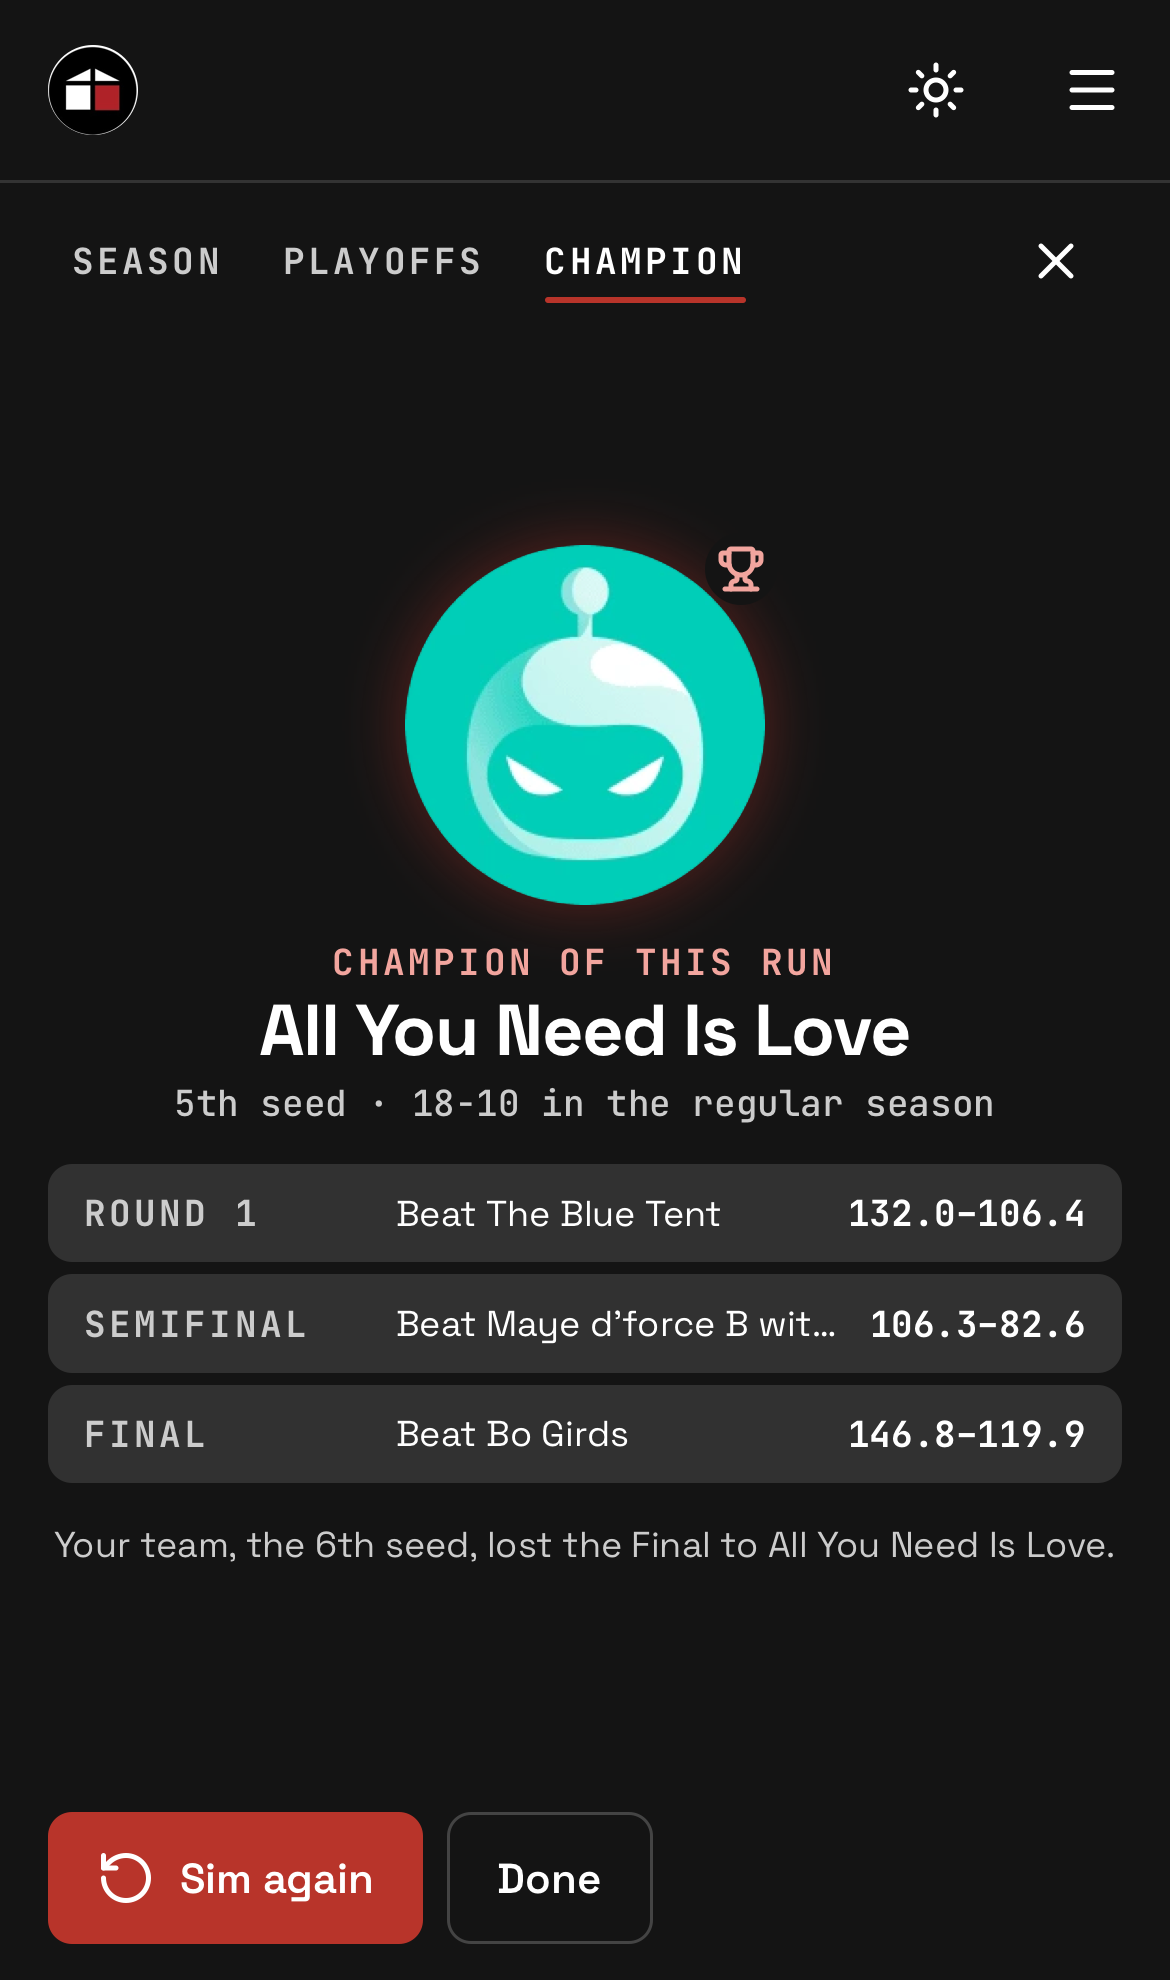 SEASON PLAYOFFS CHAMPION
CHAMPION OF THIS RUN
All You Need Is Love
5th seed · 18-10 in the regular season
ROUND 1 Beat The Blue Tent 132.0–106.4
SEMIFINAL Beat Maye d’force B wit… 106.3–82.6
FINAL Beat Bo Girds 146.8–119.9
Your team, the 6th seed, lost the Final to All You Need Is Love.
Sim again Done